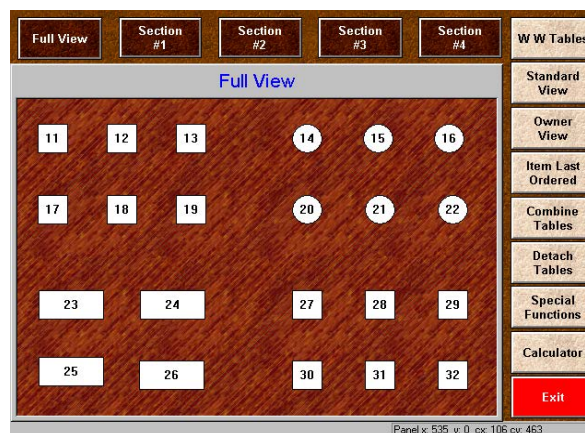 Full View
Section
#1
Section
#2
Section
#3
Section
#4
W W Tables
Full View
Standard
View
Owner
View
Item Last
Ordered
Combine
Tables
Detach
Tables
Special
Functions
Calculator
Exit
11 12 13 14 15 16
17 18 19 20 21 22
23 24 27 28 29
25 26 30 31 32
Panel x: 535 y: 0 cx: 106 cy: 463